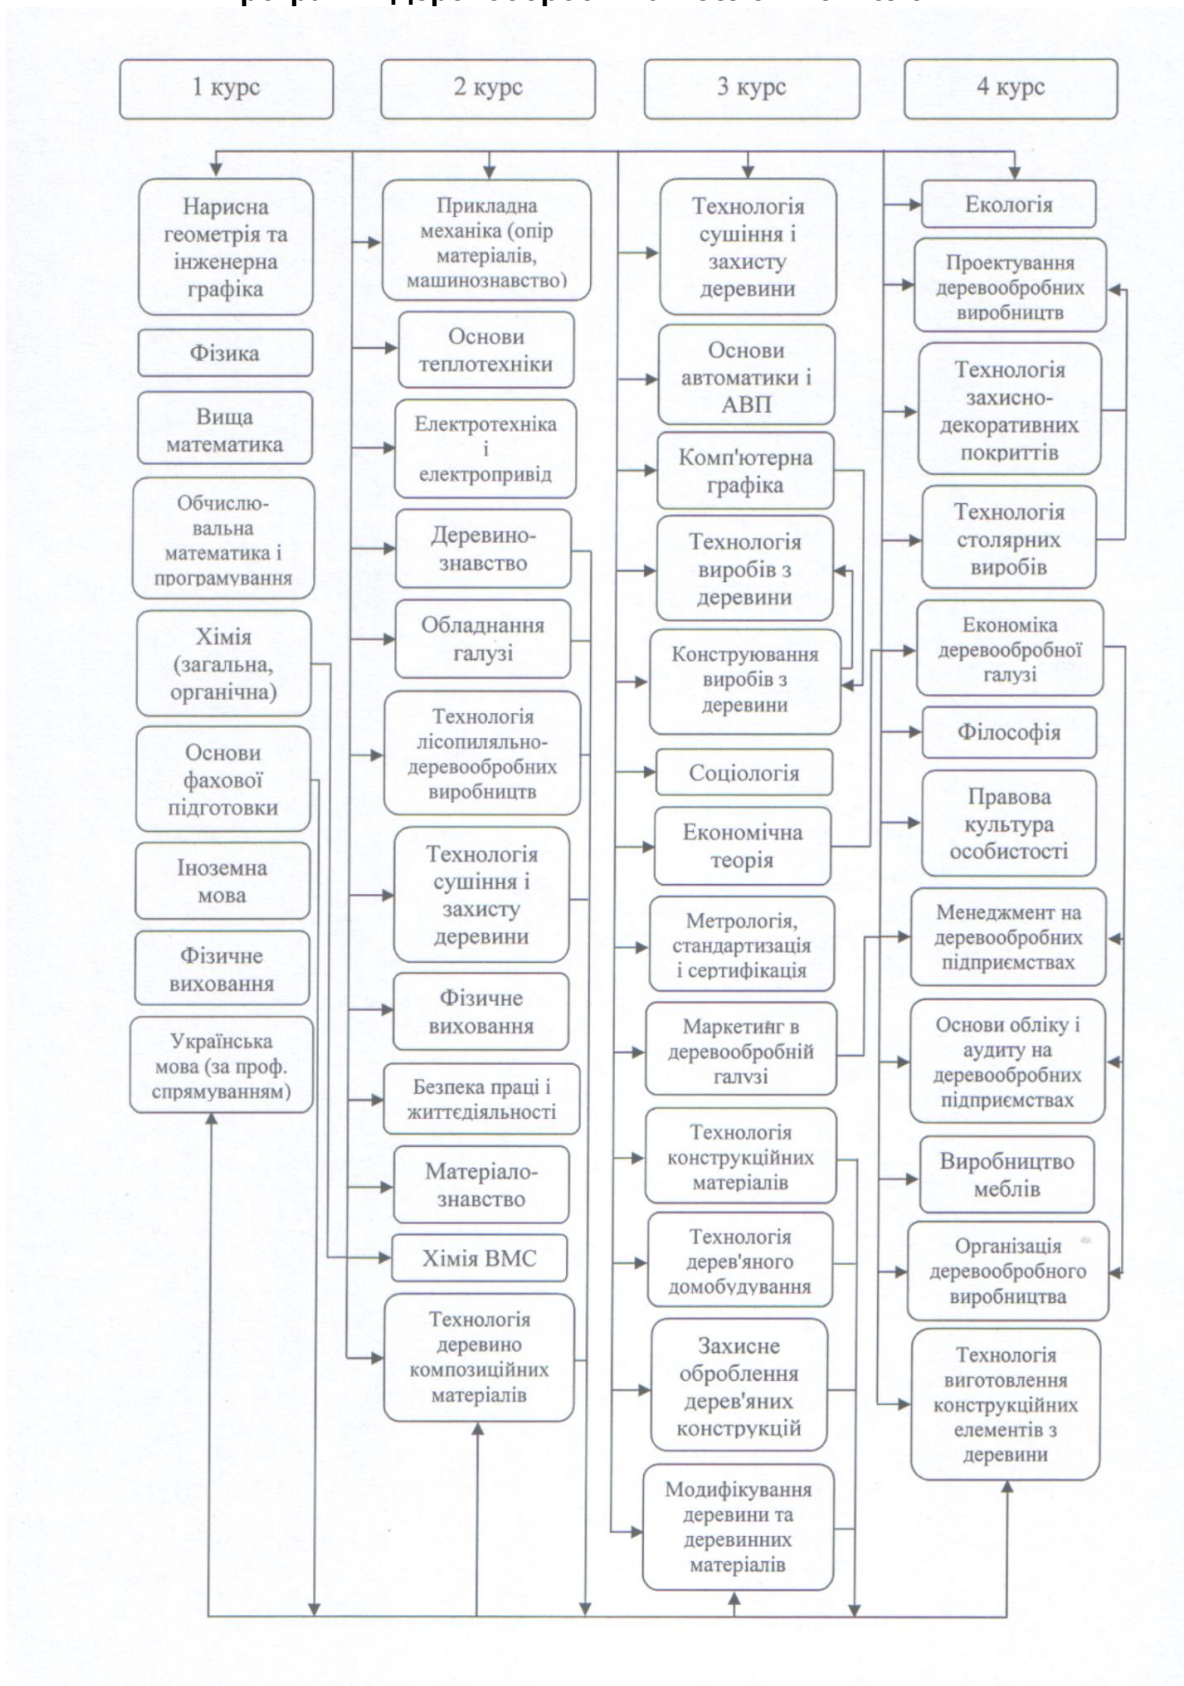 1 курс
2 курс
3 курс
4 курс
Нарисна
геометрія та
інженерна
графіка
Фізика
Вища
математика
Обчислю-
вальна
математика і
програмування
Хімія
(загальна,
органічна)
Основи
фахової
підготовки
Іноземна
мова
Фізичне
виховання
Українська
мова (за проф.
спрямуванням)
Прикладна
механіка (опір
матеріалів,
машинознавство)
Основи
теплотехніки
Електротехніка
і
електропривід
Деревино-
знавство
Обладнання
галузі
Технологія
лісопиляльно-
деревообробних
виробництв
Технологія
сушіння і
захисту
деревини
Фізичне
виховання
Безпека праці і
життєдіяльності
Матеріало-
знавство
Хімія ВМС
Технологія
деревино
композиційних
матеріалів
Технологія
сушіння і
захисту
деревини
Основи
автоматики і
АВП
Комп'ютерна
графіка
Технологія
виробів з
деревини
Конструювання
виробів з
деревини
Соціологія
Економічна
теорія
Метрологія,
стандартизація
і сертифікація
Маркетинг в
деревообробній
галузі
Технологія
конструкційних
матеріалів
Технологія
дерев'яного
домобудування
Захисне
оброблення
дерев'яних
конструкцій
Модифікування
деревини та
деревинних
матеріалів
Екологія
Проектування
деревообробних
виробництв
Технологія
захисно-
декоративних
покриттів
Технологія
столярних
виробів
Економіка
деревообробної
галузі
Філософія
Правова
культура
особистості
Менеджмент на
деревообробних
підприємствах
Основи обліку і
аудиту на
деревообробних
підприємствах
Виробництво
меблів
Організація
деревообробного
виробництва
Технологія
виготовлення
конструкційних
елементів з
деревини